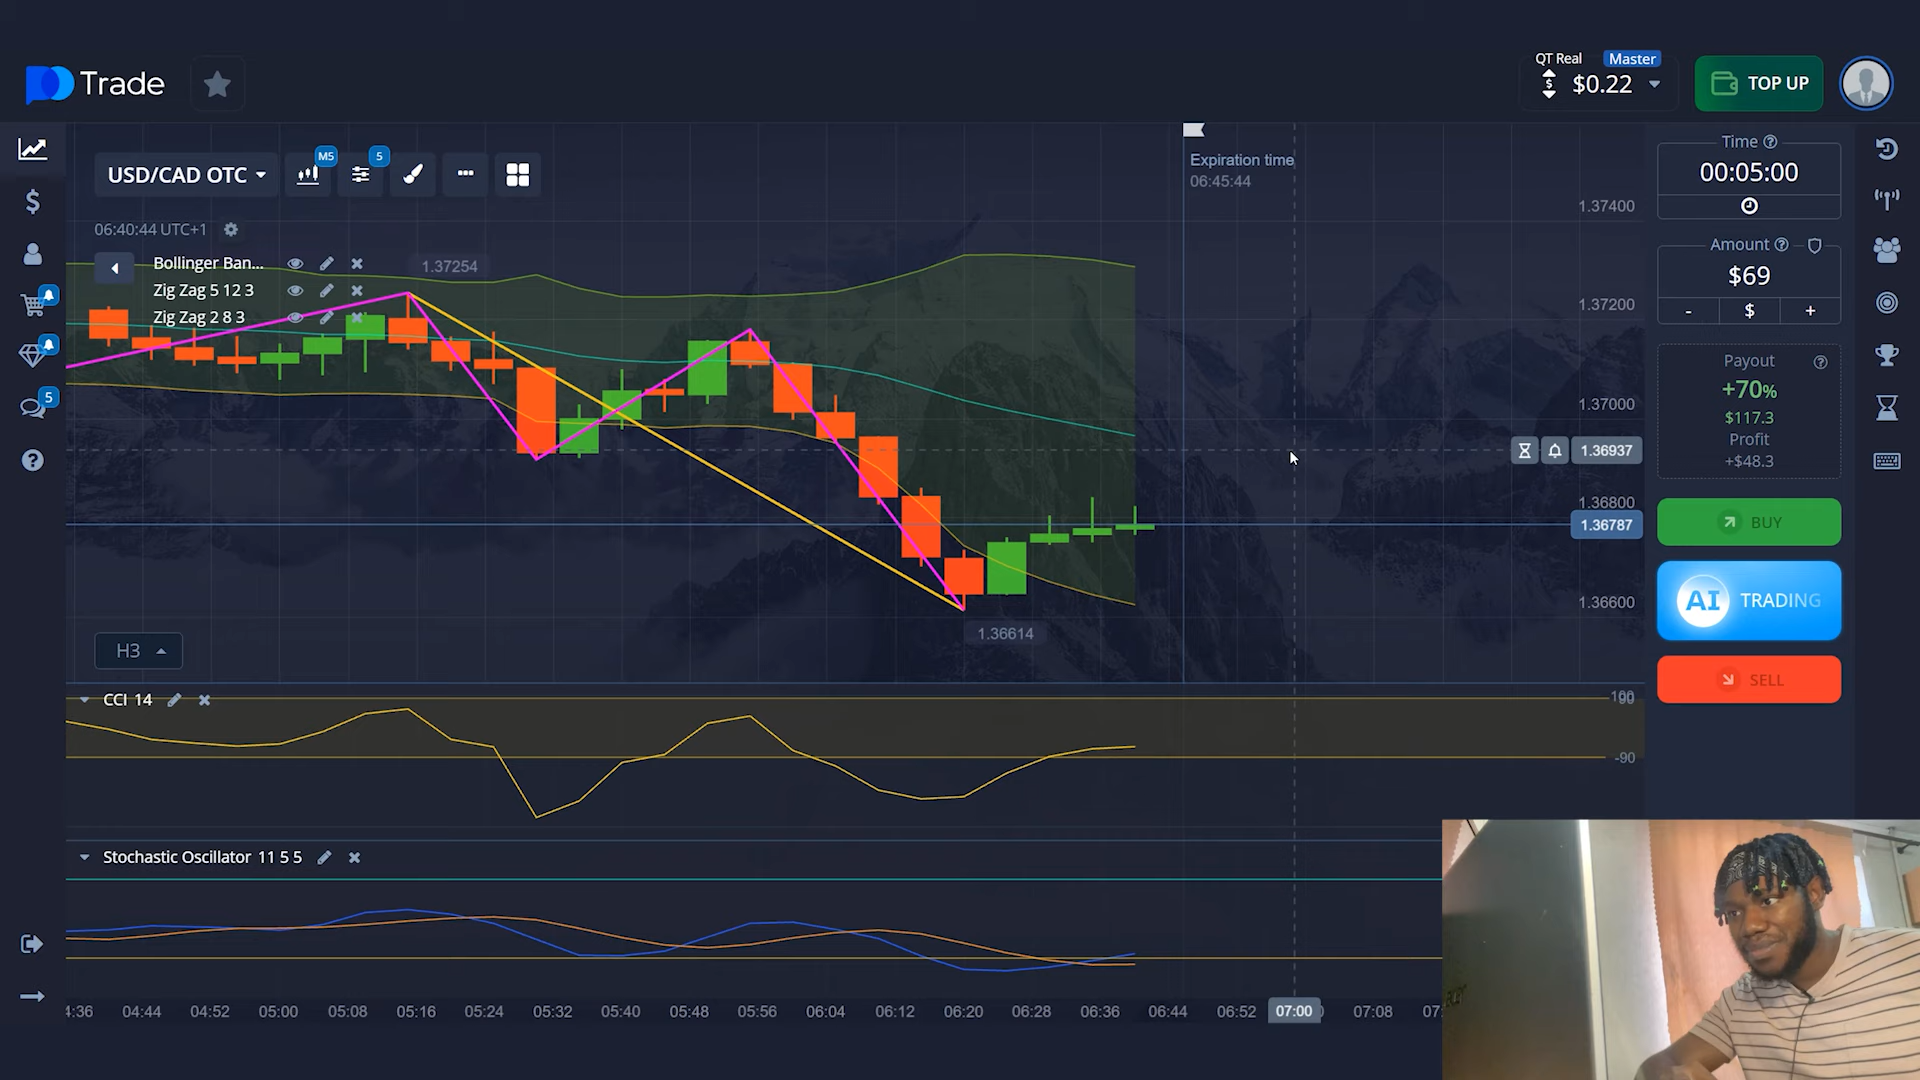 Trade
QT Real Master
$0.22
TOP UP
USD/CAD OTC
M5
5
06:40:44 UTC+1
Bollinger Ban...
Zig Zag 5 12 3
Zig Zag 2 8 3
1.37254
1.36614
Expiration time
06:45:44
1.37400
1.37200
1.37000
1.36937
1.36800
1.36787
1.36600
H3
CCI 14
90
-90
Stochastic Oscillator 11 5 5
04:44 04:52 05:00 05:08 05:16 05:24 05:32 05:40 05:48 05:56 06:04 06:12 06:20 06:28 06:36 06:44 06:52 07:00 07:08
5
Time
00:05:00
Amount
$69
- $ +
Payout
+70%
$117.3
Profit
+$48.3
BUY
AI TRADING
SELL